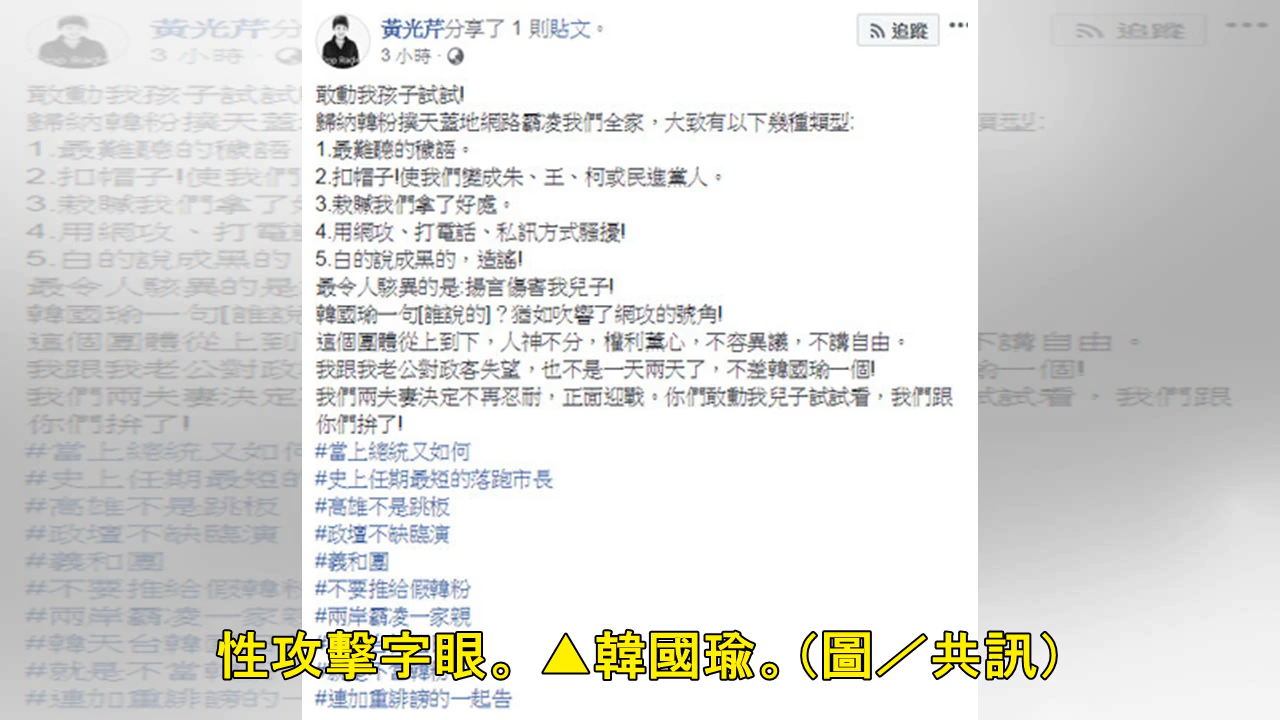 黃光芹分享了 1 則貼文。
3 小時 ·
追蹤
敢動我孩子試試!
歸納韓粉撲天蓋地網路霸凌我們全家，大致有以下幾種類型:
1.最難聽的穢語。
2.扣帽子!使我們變成朱、王、柯或民進黨人。
3.栽贓我們拿了好處。
4.用網攻、打電話、私訊方式騷擾!
5.白的說成黑的，造謠!
最令人駭異的是:揚言傷害我兒子!
韓國瑜一句[誰說的]？猶如吹響了網攻的號角!
這個團體從上到下，人神不分，權利薰心，不容異議，不講自由。
我跟我老公對政客失望，也不是一天兩天了，不差韓國瑜一個!
我們兩夫妻決定不再忍耐，正面迎戰。你們敢動我兒子試試看，我們跟
你們拚了!
#當上總統又如何
#史上任期最短的落跑市長
#高雄不是跳板
#政壇不缺臨演
#義和團
#不要推給假韓粉
#兩岸霸凌一家親
#連加重誹謗的一起告
性攻擊字眼。▲韓國瑜。(圖／共訊)